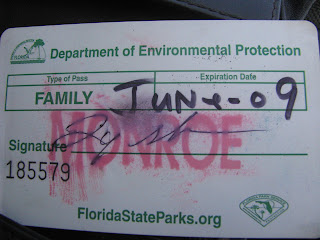 Department of Environmental Protection
Type of Pass
Expiration Date
FAMILY JUNe-09
Signature
MONROE
185579
FloridaStateParks.org